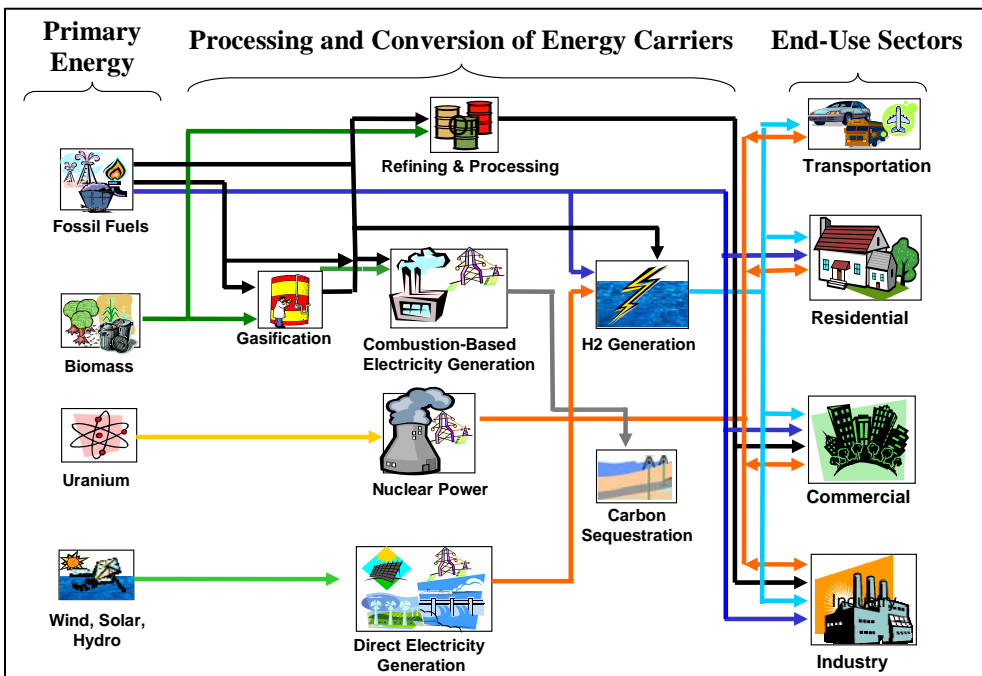 Primary
Energy
Processing and Conversion of Energy Carriers
End-Use Sectors
Oil
Refining & Processing
Transportation
Fossil Fuels
Residential
Gasification
Combustion-Based
Electricity Generation
H2 Generation
Biomass
Uranium
Nuclear Power
Carbon
Sequestration
Commercial
Wind, Solar,
Hydro
Direct Electricity
Generation
Industry
Industry